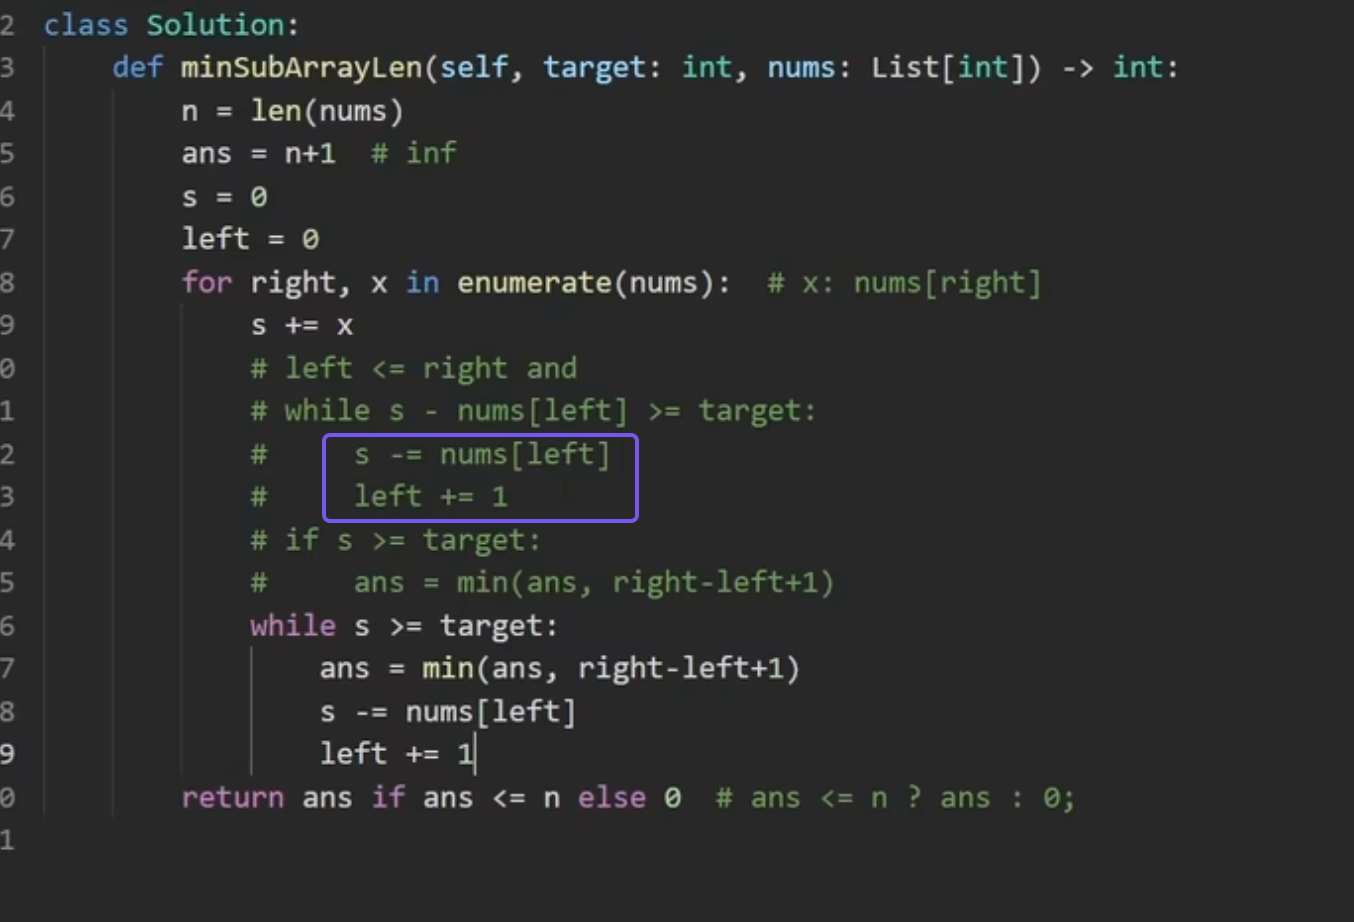 2 class Solution:
3     def minSubArrayLen(self, target: int, nums: List[int]) -> int:
4         n = len(nums)
5         ans = n+1  # inf
6         s = 0
7         left = 0
8         for right, x in enumerate(nums):  # x: nums[right]
9             s += x
0             # left <= right and
1             # while s - nums[left] >= target:
2             #     s -= nums[left]
3             #     left += 1
4             # if s >= target:
5             #     ans = min(ans, right-left+1)
6             while s >= target:
7                 ans = min(ans, right-left+1)
8                 s -= nums[left]
9                 left += 1
0         return ans if ans <= n else 0  # ans <= n ? ans : 0;
1